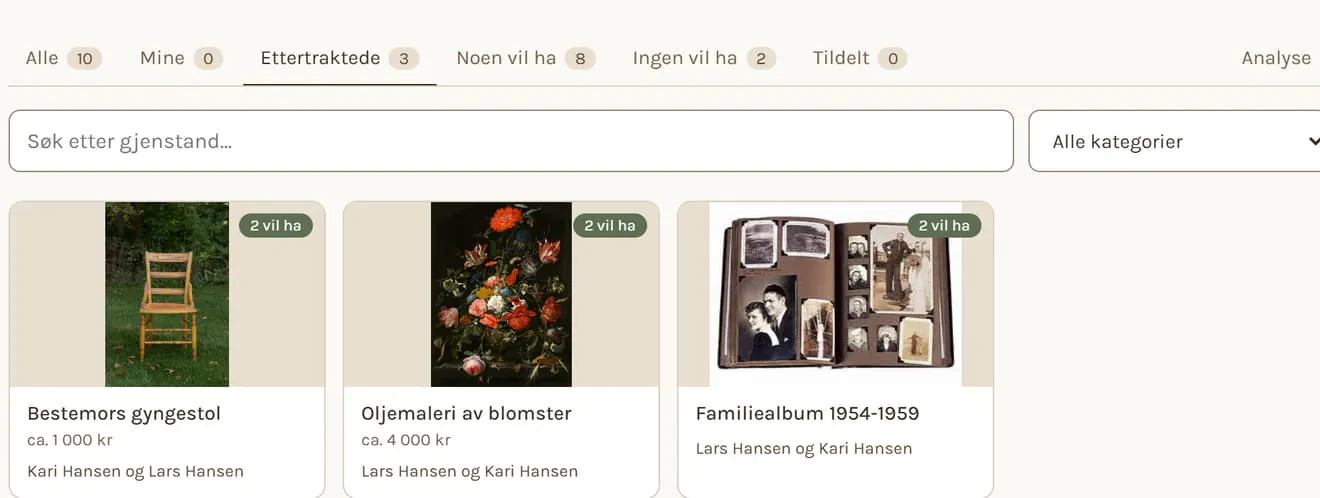 Alle 10 Mine 0 Ettertraktede 3 Noen vil ha 8 Ingen vil ha 2 Tildelt 0 Analyse
Søk etter gjenstand... Alle kategorier
2 vil ha 2 vil ha 2 vil ha
Bestemors gyngestol
ca. 1 000 kr
Kari Hansen og Lars Hansen
Oljemaleri av blomster
ca. 4 000 kr
Lars Hansen og Kari Hansen
Familiealbum 1954-1959
Lars Hansen og Kari Hansen